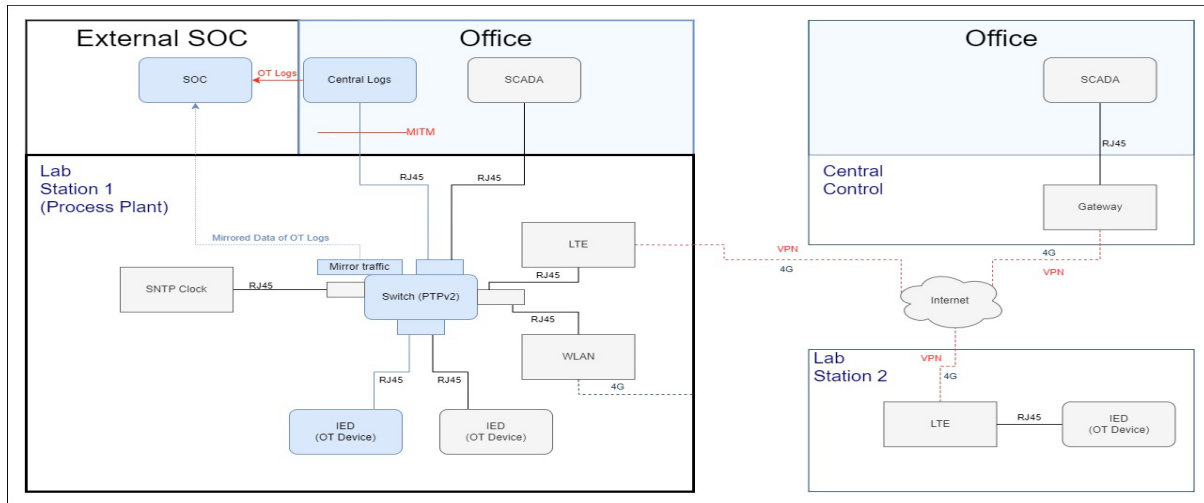 External SOC
Office
SOC
OT Logs
Central Logs
SCADA
MITM
Lab
Station 1
(Process Plant)
RJ45
RJ45
Mirrored Data of OT Logs
Mirror traffic
LTE
SNTP Clock
RJ45
Switch (PTPv2)
RJ45
RJ45
WLAN
4G
RJ45
RJ45
IED
(OT Device)
IED
(OT Device)
VPN
4G
Office
SCADA
RJ45
Central
Control
Gateway
4G
VPN
Internet
VPN
4G
Lab
Station 2
LTE
RJ45
IED
(OT Device)